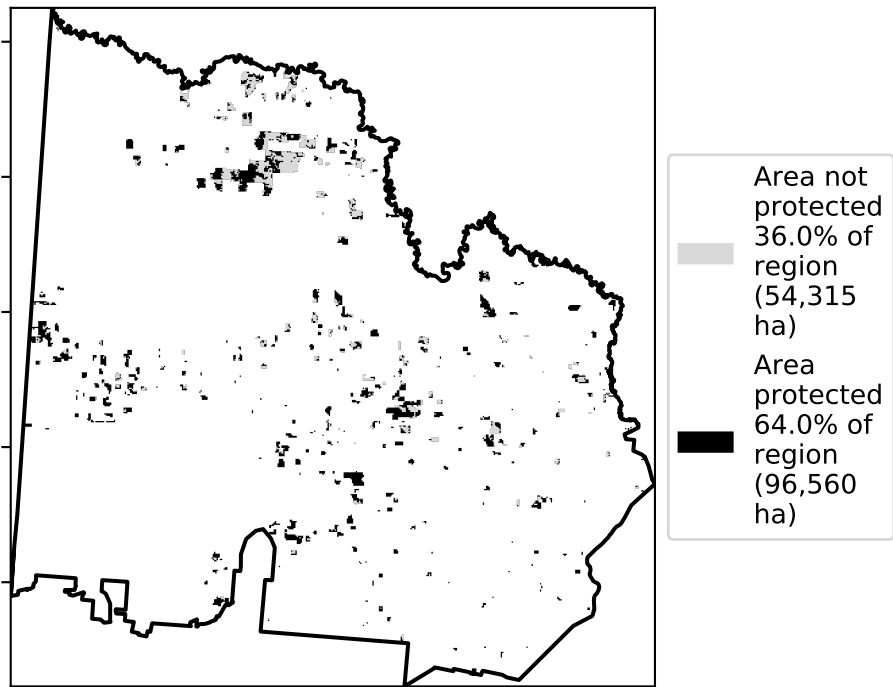 Area not
protected
36.0% of
region
(54,315
ha)
Area
protected
64.0% of
region
(96,560
ha)